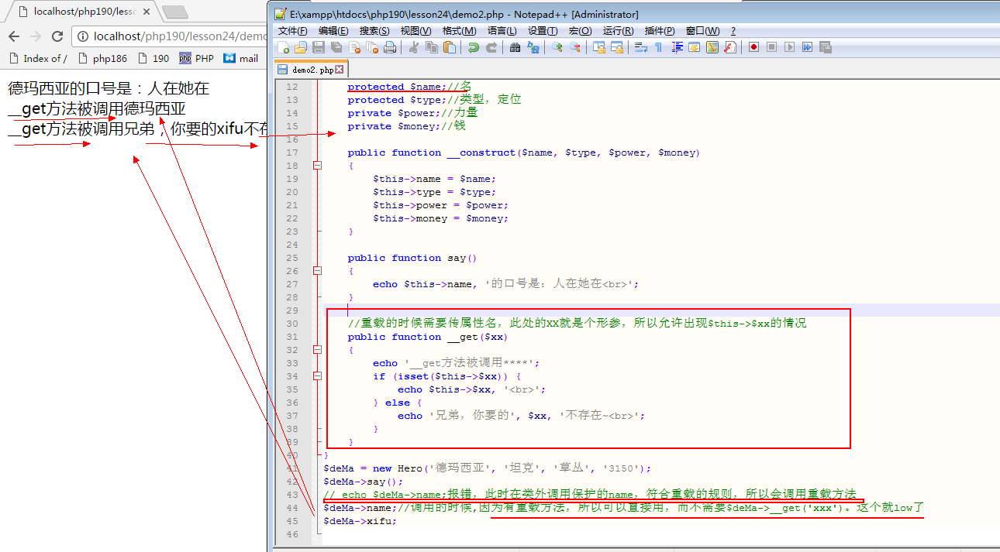 localhost/php190/less
localhost/php190/lesson24/demo
Index of /
php186
190
PHP
mail
德玛西亚的口号是：人在她在
__get方法被调用德玛西亚
__get方法被调用兄弟，你要的xifu不存
E:\xampp\htdocs\php190\lesson24\demo2.php - Notepad++ [Administrator]
文件(F) 编辑(E) 搜索(S) 视图(V) 格式(M) 语言(L) 设置(T) 宏(O) 运行(R) 插件(P) 窗口(W) ?
demo2.php
12 protected $name;//名
13 protected $type;//类型，定位
14 private $power;//力量
15 private $money;//钱
16
17 public function __construct($name, $type, $power, $money)
18 {
19 $this->name = $name;
20 $this->type = $type;
21 $this->power = $power;
22 $this->money = $money;
23 }
24
25 public function say()
26 {
27 echo $this->name, '的口号是：人在她在<br>';
28 }
29
30 //重载的时候需要传属性名，此处的xx就是个形参，所以允许出现$this->$xx的情况
31 public function __get($xx)
32 {
33 echo '__get方法被调用****';
34 if (isset($this->$xx)) {
35 echo $this->$xx, '<br>';
36 } else {
37 echo '兄弟，你要的', $xx, '不存在~<br>';
38 }
39 }
40 }
41 $deMa = new Hero('德玛西亚', '坦克', '草丛', '3150');
42 $deMa->say();
43 // echo $deMa->name;报错，此时在类外调用保护的name，符合重载的规则，所以会调用重载方法
44 $deMa->name;//调用的时候,因为有重载方法，所以可以直接用，而不需要$deMa->__get('xxx')。这个就low了
45 $deMa->xifu;
46